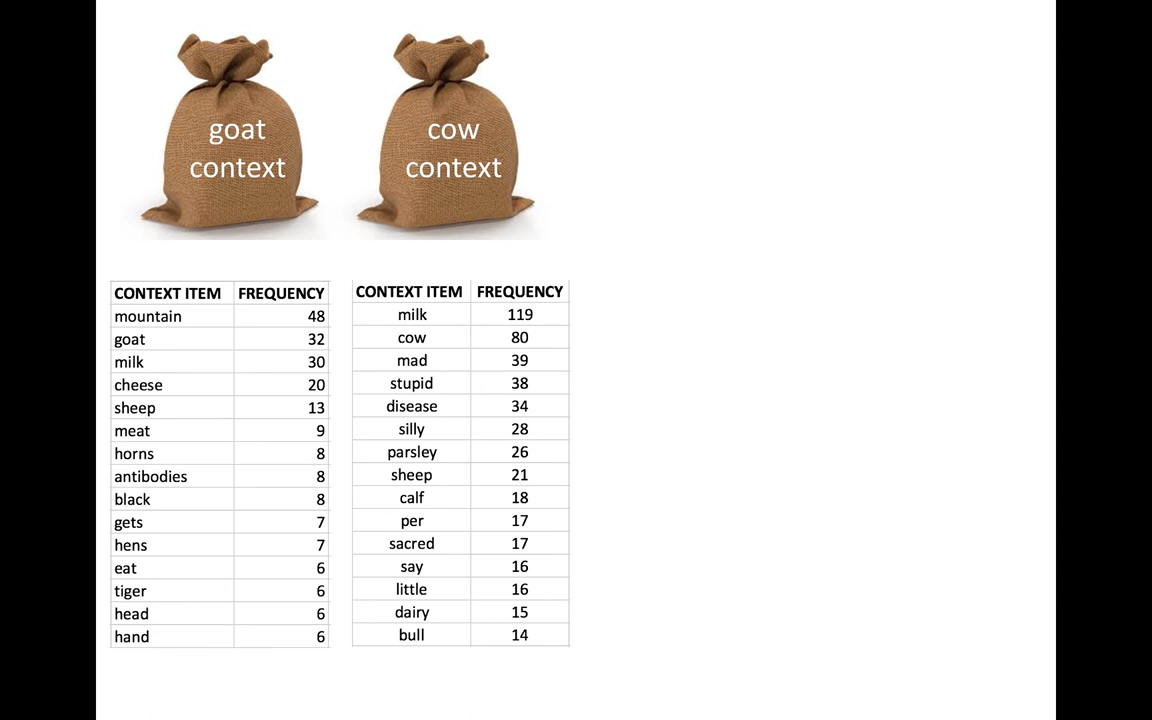 goat
context
cow
context
CONTEXT ITEM FREQUENCY
mountain 48
goat 32
milk 30
cheese 20
sheep 13
meat 9
horns 8
antibodies 8
black 8
gets 7
hens 7
eat 6
tiger 6
head 6
hand 6
CONTEXT ITEM FREQUENCY
milk 119
cow 80
mad 39
stupid 38
disease 34
silly 28
parsley 26
sheep 21
calf 18
per 17
sacred 17
say 16
little 16
dairy 15
bull 14